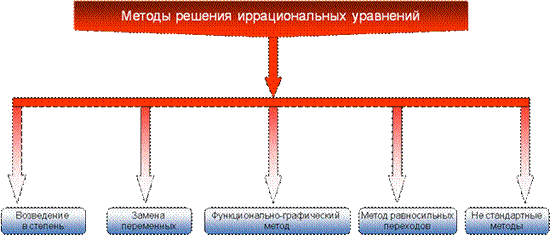 Методы решения иррациональных уравнений
Возведение
в степень
Замена
переменных
Функционально-графический
метод
Метод равносильных
переходов
Не стандартные
методы